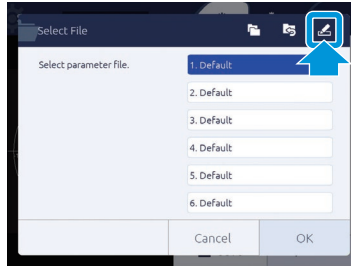 Select File
Select parameter file.
1. Default
2. Default
3. Default
4. Default
5. Default
6. Default
Cancel
OK